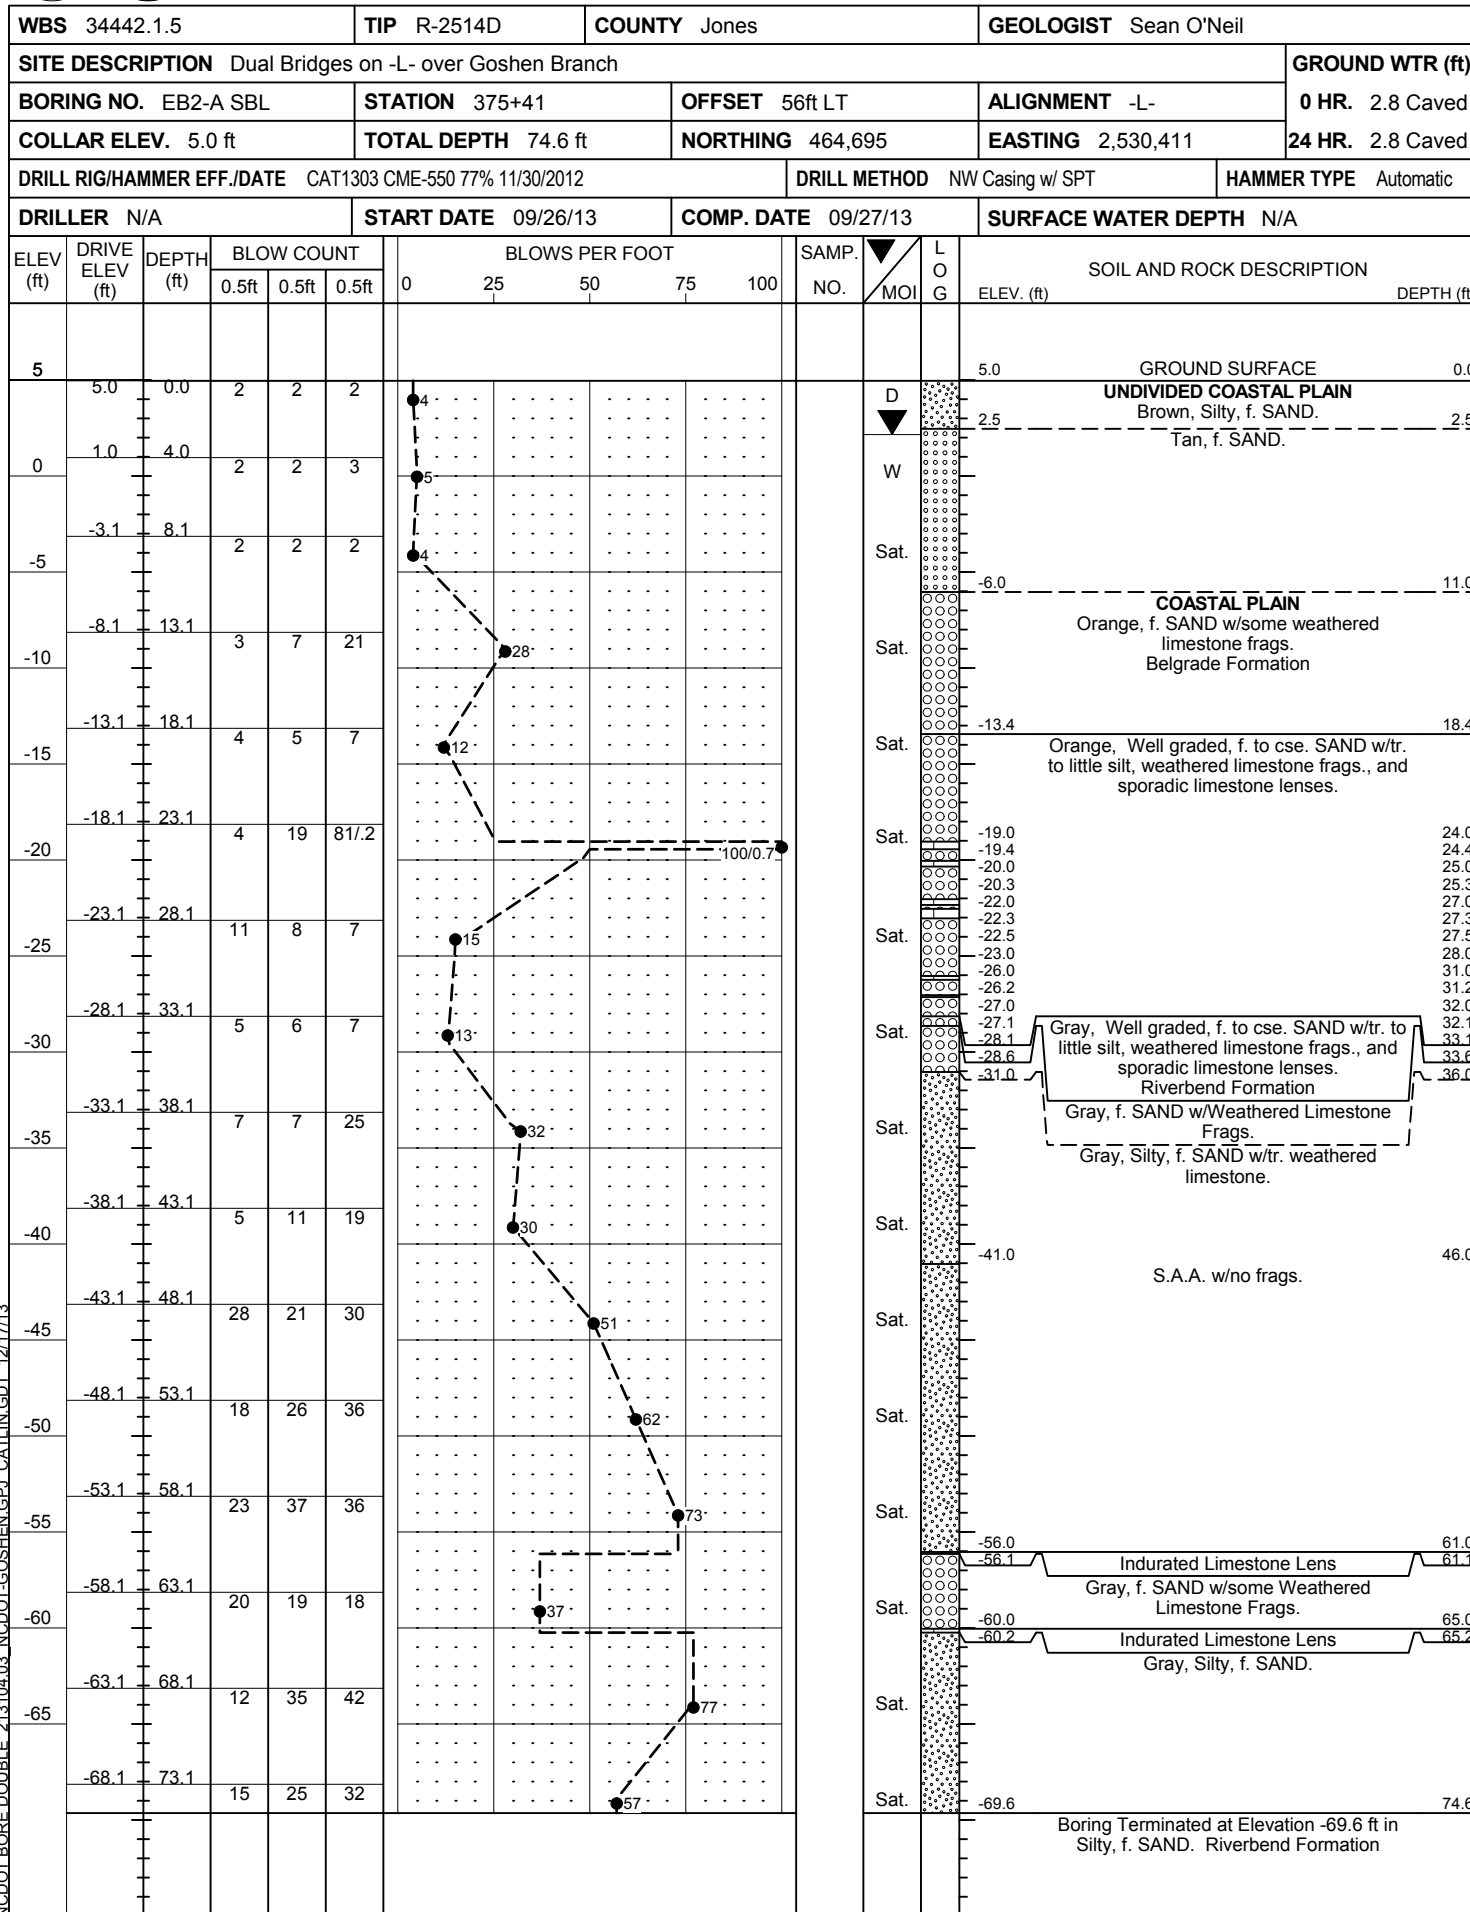 WBS 34442.1.5 TIP R-2514D COUNTY Jones GEOLOGIST Sean O'Neil
SITE DESCRIPTION Dual Bridges on -L- over Goshen Branch GROUND WTR (ft)
BORING NO. EB2-A SBL STATION 375+41 OFFSET 56ft LT ALIGNMENT -L- 0 HR. 2.8 Caved
COLLAR ELEV. 5.0 ft TOTAL DEPTH 74.6 ft NORTHING 464,695 EASTING 2,530,411 24 HR. 2.8 Caved
DRILL RIG/HAMMER EFF./DATE CAT1303 CME-550 77% 11/30/2012 DRILL METHOD NW Casing w/ SPT HAMMER TYPE Automatic
DRILLER N/A START DATE 09/26/13 COMP. DATE 09/27/13 SURFACE WATER DEPTH N/A
ELEV (ft) DRIVE ELEV (ft) DEPTH (ft) BLOW COUNT BLOWS PER FOOT SAMP. NO. MOI LOG SOIL AND ROCK DESCRIPTION
0.5ft 0.5ft 0.5ft 0 25 50 75 100 ELEV. (ft) DEPTH (ft
5 5.0 GROUND SURFACE 0.0
5.0 0.0 2 2 2 4 D UNDIVIDED COASTAL PLAIN
Brown, Silty, f. SAND.
2.5 2.5
Tan, f. SAND.
0 1.0 4.0 2 2 3 5 W
-3.1 8.1 2 2 2 4 Sat.
-5
-6.0 11.0
COASTAL PLAIN
Orange, f. SAND w/some weathered
limestone frags.
Belgrade Formation
-8.1 13.1 3 7 21 28 Sat.
-10
-13.1 18.1 4 5 7 12 Sat.
-13.4 18.4
Orange, Well graded, f. to cse. SAND w/tr.
to little silt, weathered limestone frags., and
sporadic limestone lenses.
-15
-18.1 23.1 4 19 81/.2 100/0.7 Sat.
-19.0 24.0
-19.4 24.4
-20
-20.0 25.0
-20.3 25.3
-22.0 27.0
-22.3 27.3
-22.5 27.5
-23.0 28.0
-23.1 28.1 11 8 7 15 Sat.
-25
-26.0 31.0
-26.2 31.2
-27.0 32.0
-27.1 32.1
-28.1 33.1
-28.6 33.6
-31.0 36.0
-28.1 33.1 5 6 7 13 Sat.
-30
Gray, Well graded, f. to cse. SAND w/tr. to
little silt, weathered limestone frags., and
sporadic limestone lenses.
Riverbend Formation
Gray, f. SAND w/Weathered Limestone
Frags.
Gray, Silty, f. SAND w/tr. weathered
limestone.
-33.1 38.1 7 7 25 32 Sat.
-35
-38.1 43.1 5 11 19 30 Sat.
-40
-41.0 46.0
S.A.A. w/no frags.
-43.1 48.1 28 21 30 51 Sat.
-45
-48.1 53.1 18 26 36 62 Sat.
-50
-53.1 58.1 23 37 36 73 Sat.
-55
-56.0 61.0
-56.1 Indurated Limestone Lens 61.1
Gray, f. SAND w/some Weathered
Limestone Frags.
-58.1 63.1 20 19 18 37 Sat.
-60
-60.0 65.0
-60.2 Indurated Limestone Lens 65.2
Gray, Silty, f. SAND.
-63.1 68.1 12 35 42 77 Sat.
-65
-68.1 73.1 15 25 32 57 Sat.
-69.6 74.6
Boring Terminated at Elevation -69.6 ft in
Silty, f. SAND. Riverbend Formation
NCDOT BORE DOUBLE 213104.03_NCDOT-GOSHEN.GPJ CATLIN.GDT 12/17/13